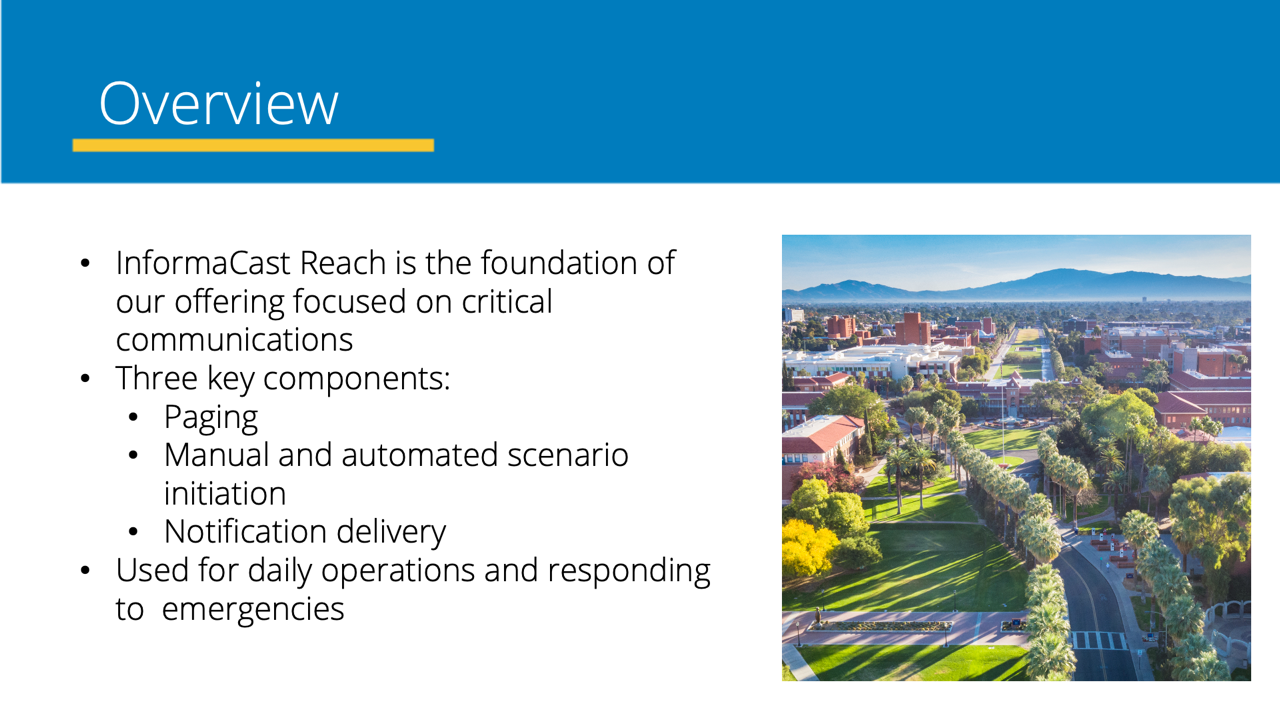 Overview
• InformaCast Reach is the foundation of
our offering focused on critical
communications
• Three key components:
• Paging
• Manual and automated scenario
initiation
• Notification delivery
• Used for daily operations and responding
to  emergencies